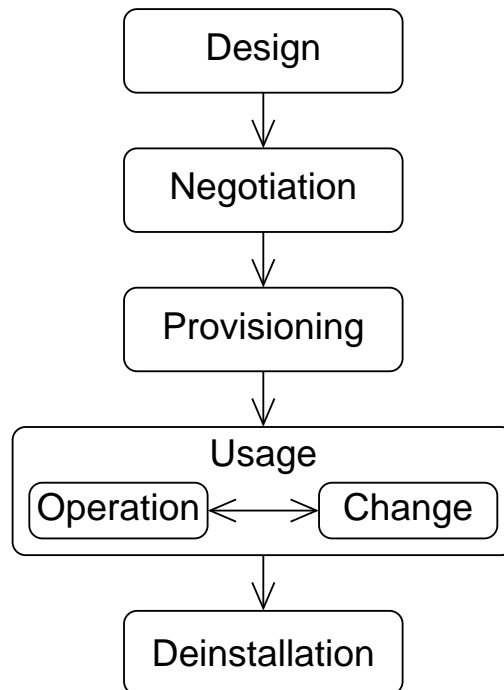 Design
Negotiation
Provisioning
Usage
Operation
Change
Deinstallation